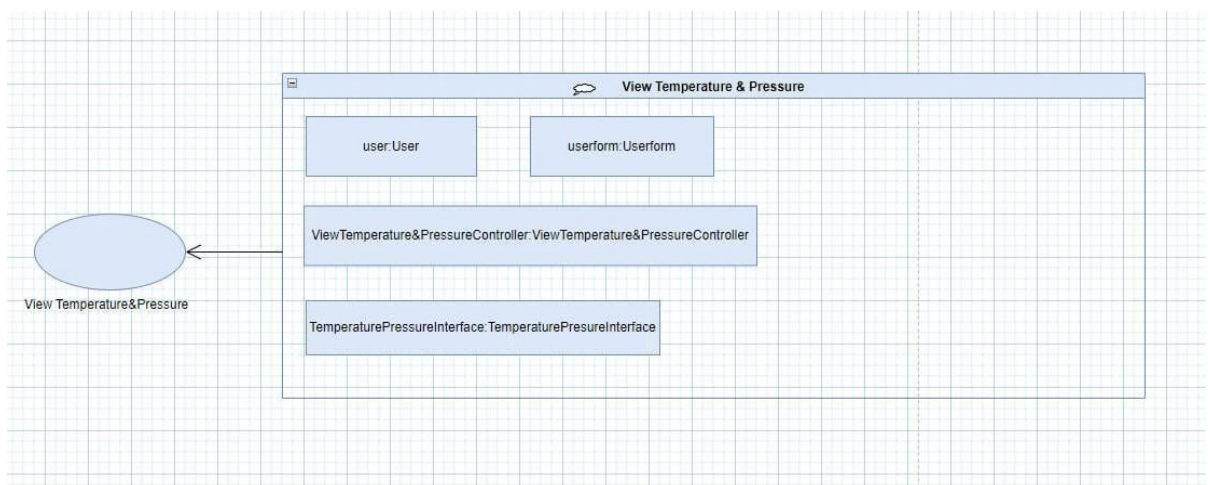 View Temperature & Pressure
user:User
userform:Userform
ViewTemperature&PressureController:ViewTemperature&PressureController
View Temperature&Pressure
TemperaturePressureInterface:TemperaturePresureInterface